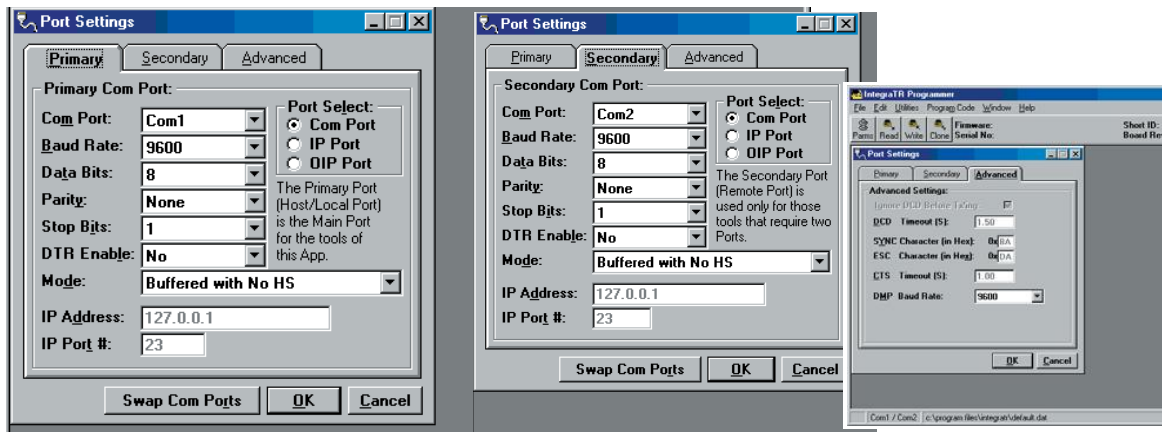 Port Settings
Primary Secondary Advanced
Primary Com Port:
Com Port: Com1
Baud Rate: 9600
Data Bits: 8
Parity: None
Stop Bits: 1
DTR Enable: No
Mode: Buffered with No HS
Port Select:
Com Port
IP Port
OIP Port
The Primary Port
(Host/Local Port)
is the Main Port
for the tools of
this App.
IP Address: 127.0.0.1
IP Port #: 23
Swap Com Ports OK Cancel
Port Settings
Primary Secondary Advanced
Secondary Com Port:
Com Port: Com2
Baud Rate: 9600
Data Bits: 8
Parity: None
Stop Bits: 1
DTR Enable: No
Mode: Buffered with No HS
Port Select:
Com Port
IP Port
OIP Port
The Secondary Port
(Remote Port) is
used only for those
tools that require two
Ports.
IP Address: 127.0.0.1
IP Port #: 23
Swap Com Ports OK Cancel
IntegraTR Programmer
File Edit Utilities Program Code Window Help
Parms Read Write Clone
Firmware: Short ID:
Serial No: Board Re
Port Settings
Primary Secondary Advanced
Advanced Settings:
Ignore DCD Before Txing
DCD Timeout (S): 1.50
SYNC Character (in Hex): 0x
ESC Character (in Hex): 0x DA
CTS Timeout (S): 1.00
DMP Baud Rate: 9600
OK Cancel
Com1 / Com2 c:\program files\integratr\default.dat